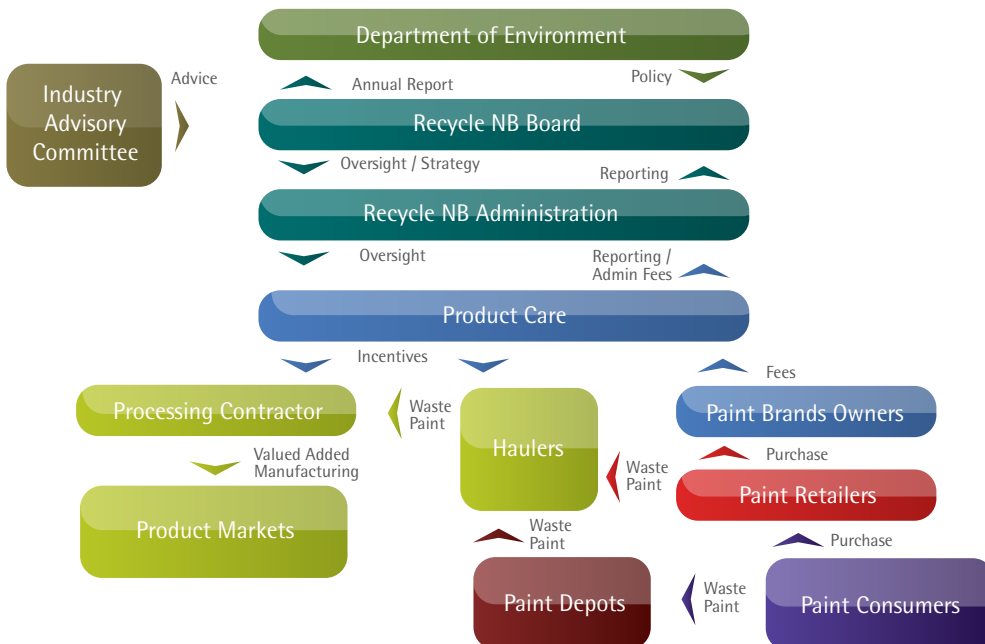 Department of Environment
Advice
Industry
Advisory
Committee
Annual Report
Policy
Recycle NB Board
Oversight / Strategy
Reporting
Recycle NB Administration
Oversight
Reporting /
Admin Fees
Product Care
Incentives
Fees
Processing Contractor
Waste
Paint
Haulers
Paint Brands Owners
Valued Added
Manufacturing
Purchase
Waste
Paint
Paint Retailers
Product Markets
Waste
Paint
Purchase
Paint Depots
Waste
Paint
Paint Consumers